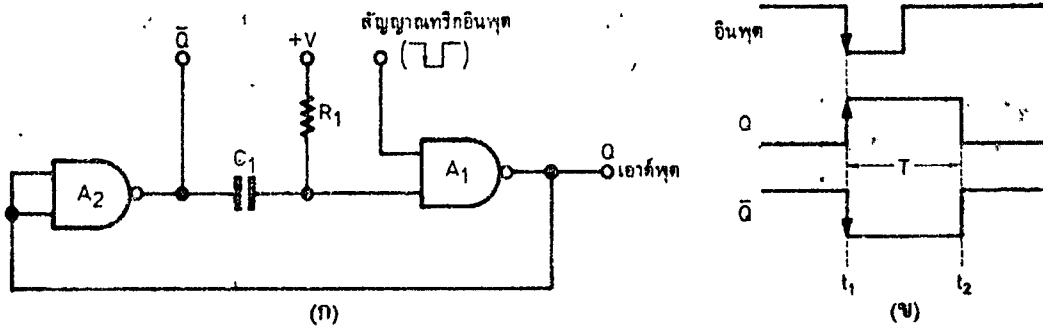 สัญญาณทริกอินพุต
Q̄
+V
R1
C1
A2
A1
Q
เอาต์พุต
(ก)
อินพุต
Q
T
Q̄
t1
t2
(ข)